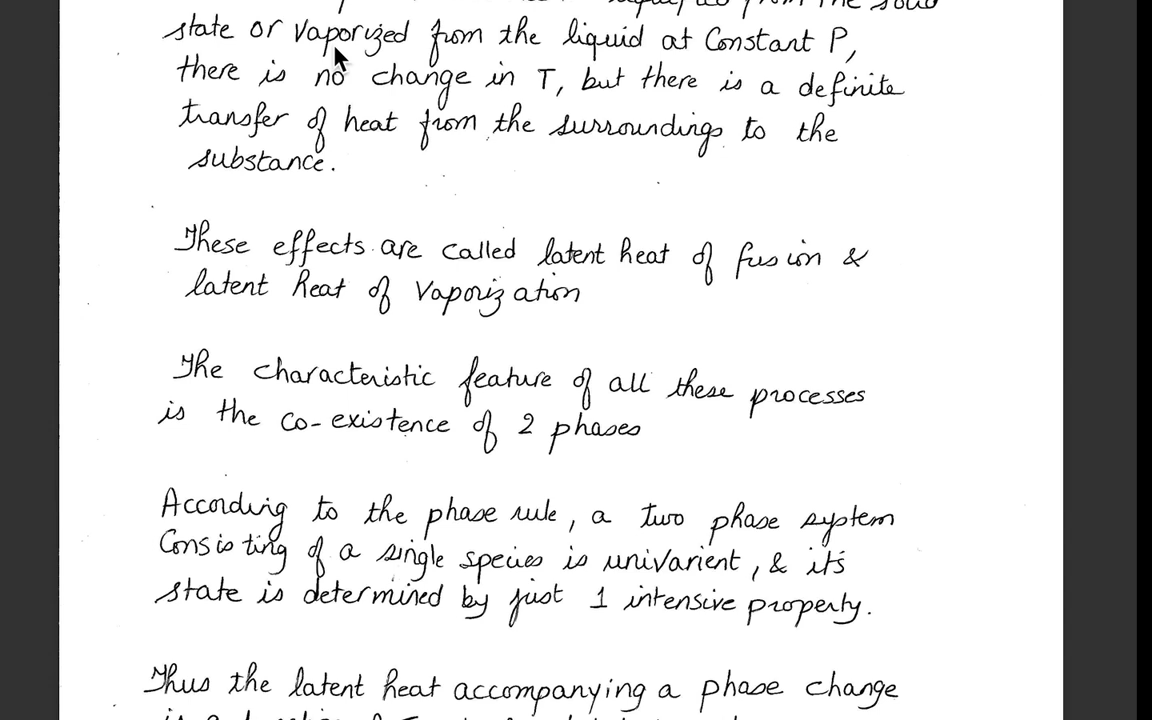 from the solid
state or Vaporized from the liquid at Constant P,
there is no change in T, but there is a definite
transfer of heat from the surroundings to the
substance.
These effects are called latent heat of fusion &
latent heat of Vaporization
The characteristic feature of all these processes
is the co-existence of 2 phases
According to the phase rule, a two phase system
Consisting of a single species is univarient, & it's
state is determined by just 1 intensive property.
Thus the latent heat accompanying a phase change